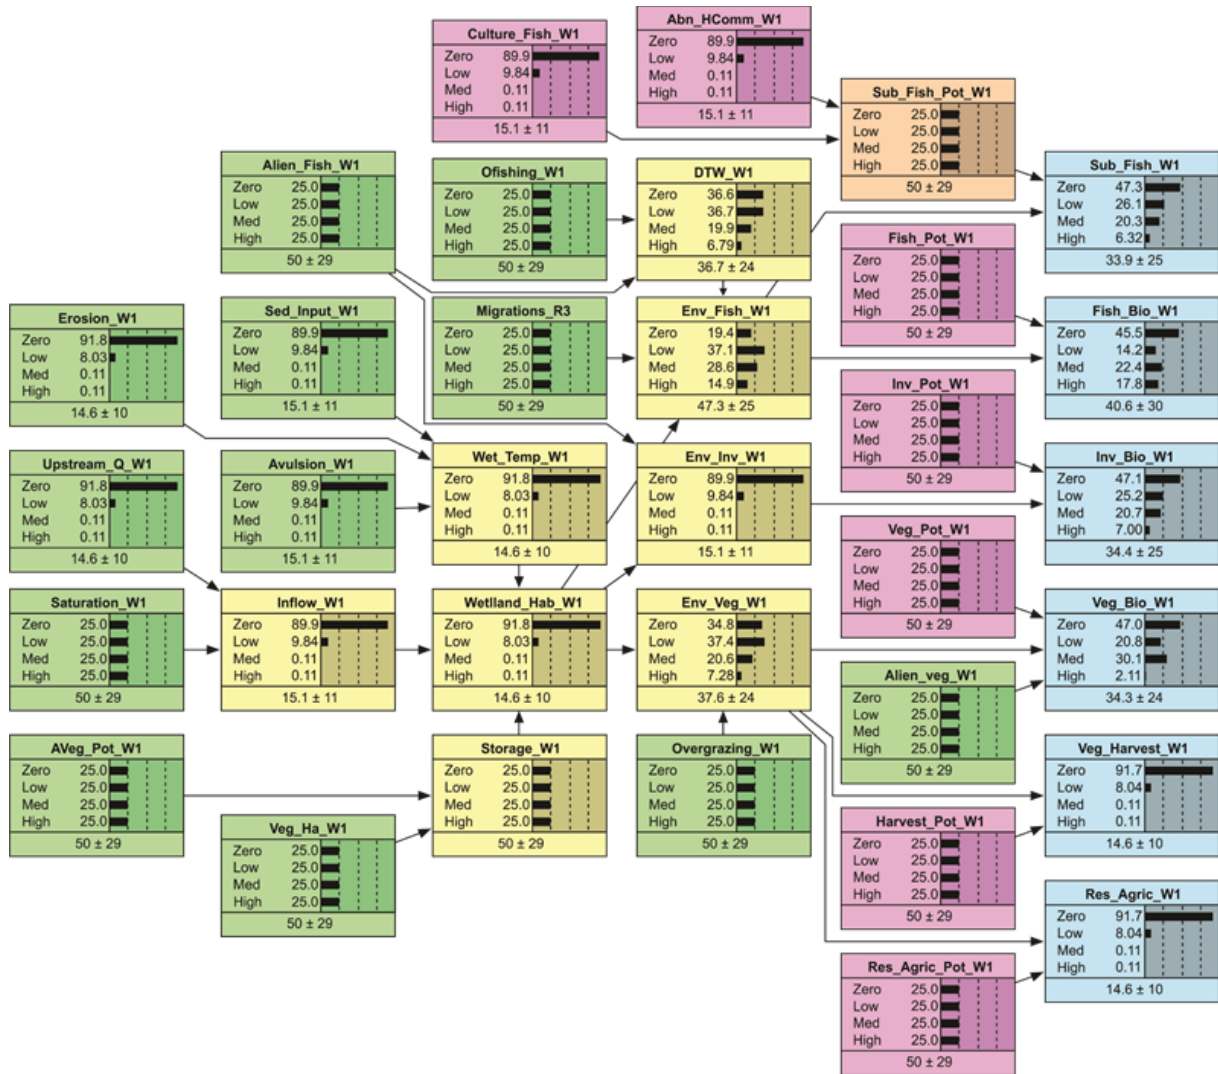 Culture_Fish_W1
Zero 89.9
Low 9.84
Med 0.11
High 0.11
15.1 ± 11
Abn_HComm_W1
Zero 89.9
Low 9.84
Med 0.11
High 0.11
15.1 ± 11
Sub_Fish_Pot_W1
Zero 25.0
Low 25.0
Med 25.0
High 25.0
50 ± 29
Alien_Fish_W1
Zero 25.0
Low 25.0
Med 25.0
High 25.0
50 ± 29
Ofishing_W1
Zero 25.0
Low 25.0
Med 25.0
High 25.0
50 ± 29
DTW_W1
Zero 36.6
Low 36.7
Med 19.9
High 6.79
36.7 ± 24
Sub_Fish_W1
Zero 47.3
Low 26.1
Med 20.3
High 6.32
33.9 ± 25
Fish_Pot_W1
Zero 25.0
Low 25.0
Med 25.0
High 25.0
50 ± 29
Erosion_W1
Zero 91.8
Low 8.03
Med 0.11
High 0.11
14.6 ± 10
Sed_Input_W1
Zero 89.9
Low 9.84
Med 0.11
High 0.11
15.1 ± 11
Migrations_R3
Zero 25.0
Low 25.0
Med 25.0
High 25.0
50 ± 29
Env_Fish_W1
Zero 19.4
Low 37.1
Med 28.6
High 14.9
47.3 ± 25
Fish_Bio_W1
Zero 45.5
Low 14.2
Med 22.4
High 17.8
40.6 ± 30
Inv_Pot_W1
Zero 25.0
Low 25.0
Med 25.0
High 25.0
50 ± 29
Upstream_Q_W1
Zero 91.8
Low 8.03
Med 0.11
High 0.11
14.6 ± 10
Avulsion_W1
Zero 89.9
Low 9.84
Med 0.11
High 0.11
15.1 ± 11
Wet_Temp_W1
Zero 91.8
Low 8.03
Med 0.11
High 0.11
14.6 ± 10
Env_Inv_W1
Zero 89.9
Low 9.84
Med 0.11
High 0.11
15.1 ± 11
Inv_Bio_W1
Zero 47.1
Low 25.2
Med 20.7
High 7.00
34.4 ± 25
Veg_Pot_W1
Zero 25.0
Low 25.0
Med 25.0
High 25.0
50 ± 29
Saturation_W1
Zero 25.0
Low 25.0
Med 25.0
High 25.0
50 ± 29
Inflow_W1
Zero 89.9
Low 9.84
Med 0.11
High 0.11
15.1 ± 11
Wetlland_Hab_W1
Zero 91.8
Low 8.03
Med 0.11
High 0.11
14.6 ± 10
Env_Veg_W1
Zero 34.8
Low 37.4
Med 20.6
High 7.28
37.6 ± 24
Veg_Bio_W1
Zero 47.0
Low 20.8
Med 30.1
High 2.11
34.3 ± 24
Alien_veg_W1
Zero 25.0
Low 25.0
Med 25.0
High 25.0
50 ± 29
AVeg_Pot_W1
Zero 25.0
Low 25.0
Med 25.0
High 25.0
50 ± 29
Veg_Ha_W1
Zero 25.0
Low 25.0
Med 25.0
High 25.0
50 ± 29
Storage_W1
Zero 25.0
Low 25.0
Med 25.0
High 25.0
50 ± 29
Overgrazing_W1
Zero 25.0
Low 25.0
Med 25.0
High 25.0
50 ± 29
Veg_Harvest_W1
Zero 91.7
Low 8.04
Med 0.11
High 0.11
14.6 ± 10
Harvest_Pot_W1
Zero 25.0
Low 25.0
Med 25.0
High 25.0
50 ± 29
Res_Agric_W1
Zero 91.7
Low 8.04
Med 0.11
High 0.11
14.6 ± 10
Res_Agric_Pot_W1
Zero 25.0
Low 25.0
Med 25.0
High 25.0
50 ± 29